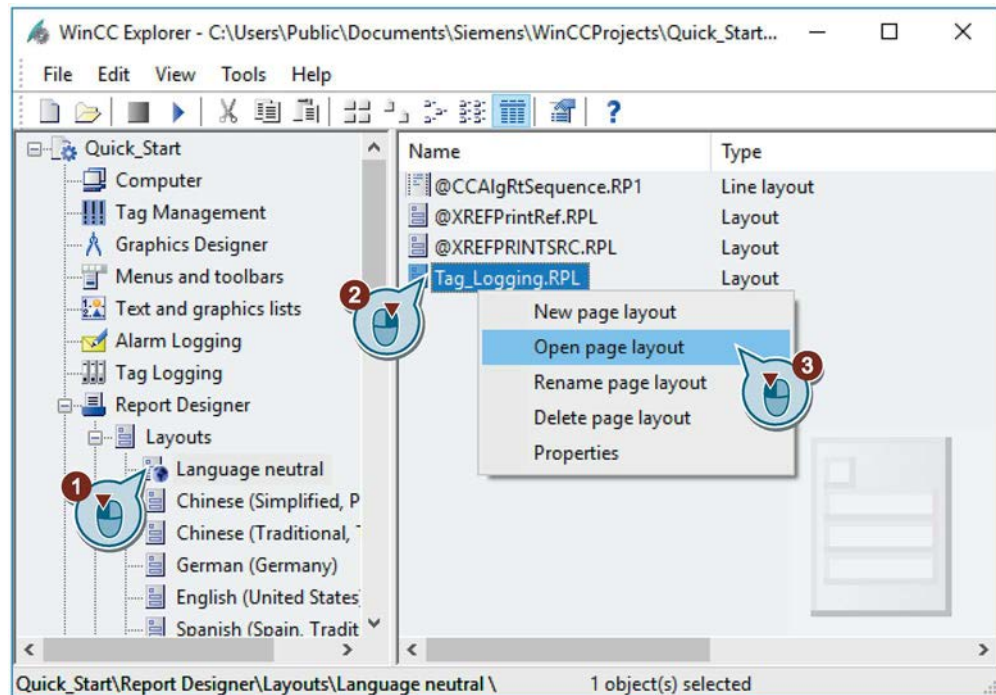 WinCC Explorer - C:\Users\Public\Documents\Siemens\WinCCProjects\Quick_Start...
File Edit View Tools Help
Quick_Start
Computer
Tag Management
Graphics Designer
Menus and toolbars
Text and graphics lists
Alarm Logging
Tag Logging
Report Designer
Layouts
Language neutral
Chinese (Simplified, P
Chinese (Traditional, T
German (Germany)
English (United States
Spanish (Spain, Tradit
1
Name Type
@CCAlgRtSequence.RP1 Line layout
@XREFPrintRef.RPL Layout
@XREFPRINTSRC.RPL Layout
Tag_Logging.RPL Layout
2
New page layout
Open page layout
Rename page layout
Delete page layout
Properties
3
Quick_Start\Report Designer\Layouts\Language neutral \ 1 object(s) selected